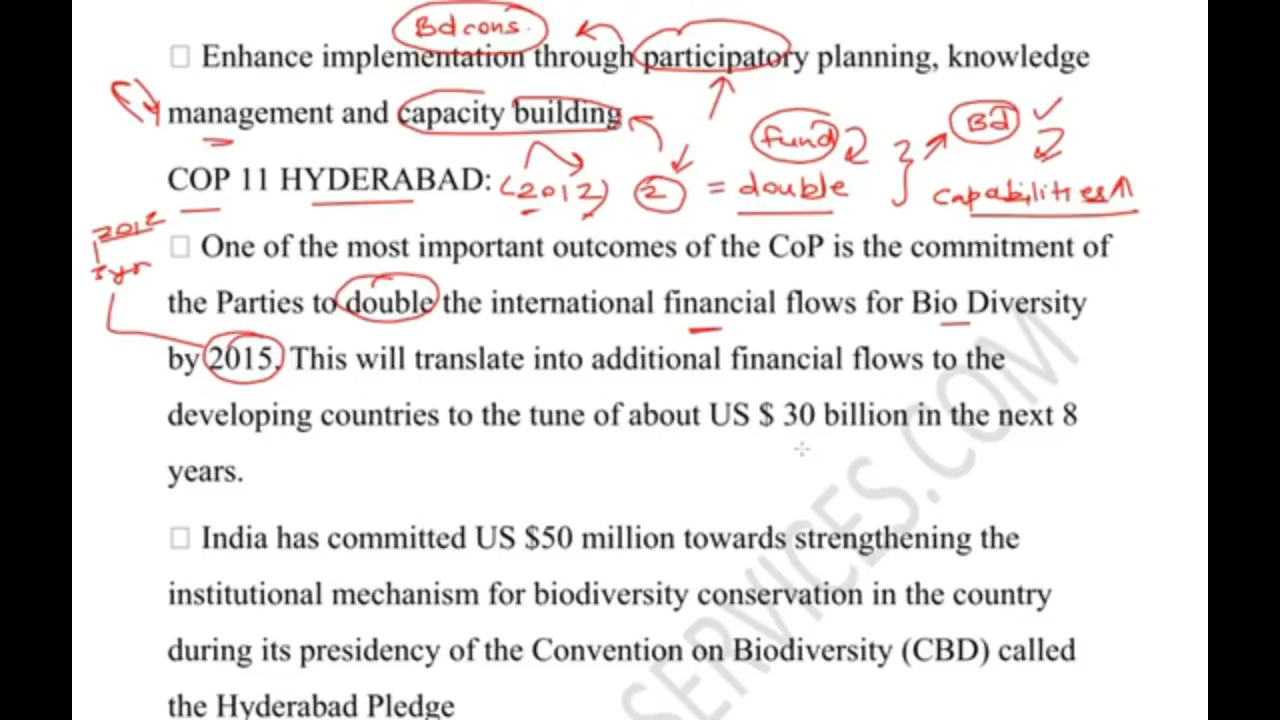 Bd cons.
□ Enhance implementation through participatory planning, knowledge
management and capacity building
fund
Bd
COP 11 HYDERABAD: (2012) 2 = double
capabilities
2012
3yr
□ One of the most important outcomes of the CoP is the commitment of
the Parties to double the international financial flows for Bio Diversity
by 2015. This will translate into additional financial flows to the
developing countries to the tune of about US $ 30 billion in the next 8
years.
□ India has committed US $50 million towards strengthening the
institutional mechanism for biodiversity conservation in the country
during its presidency of the Convention on Biodiversity (CBD) called
the Hyderabad Pledge
SERVICES.COM